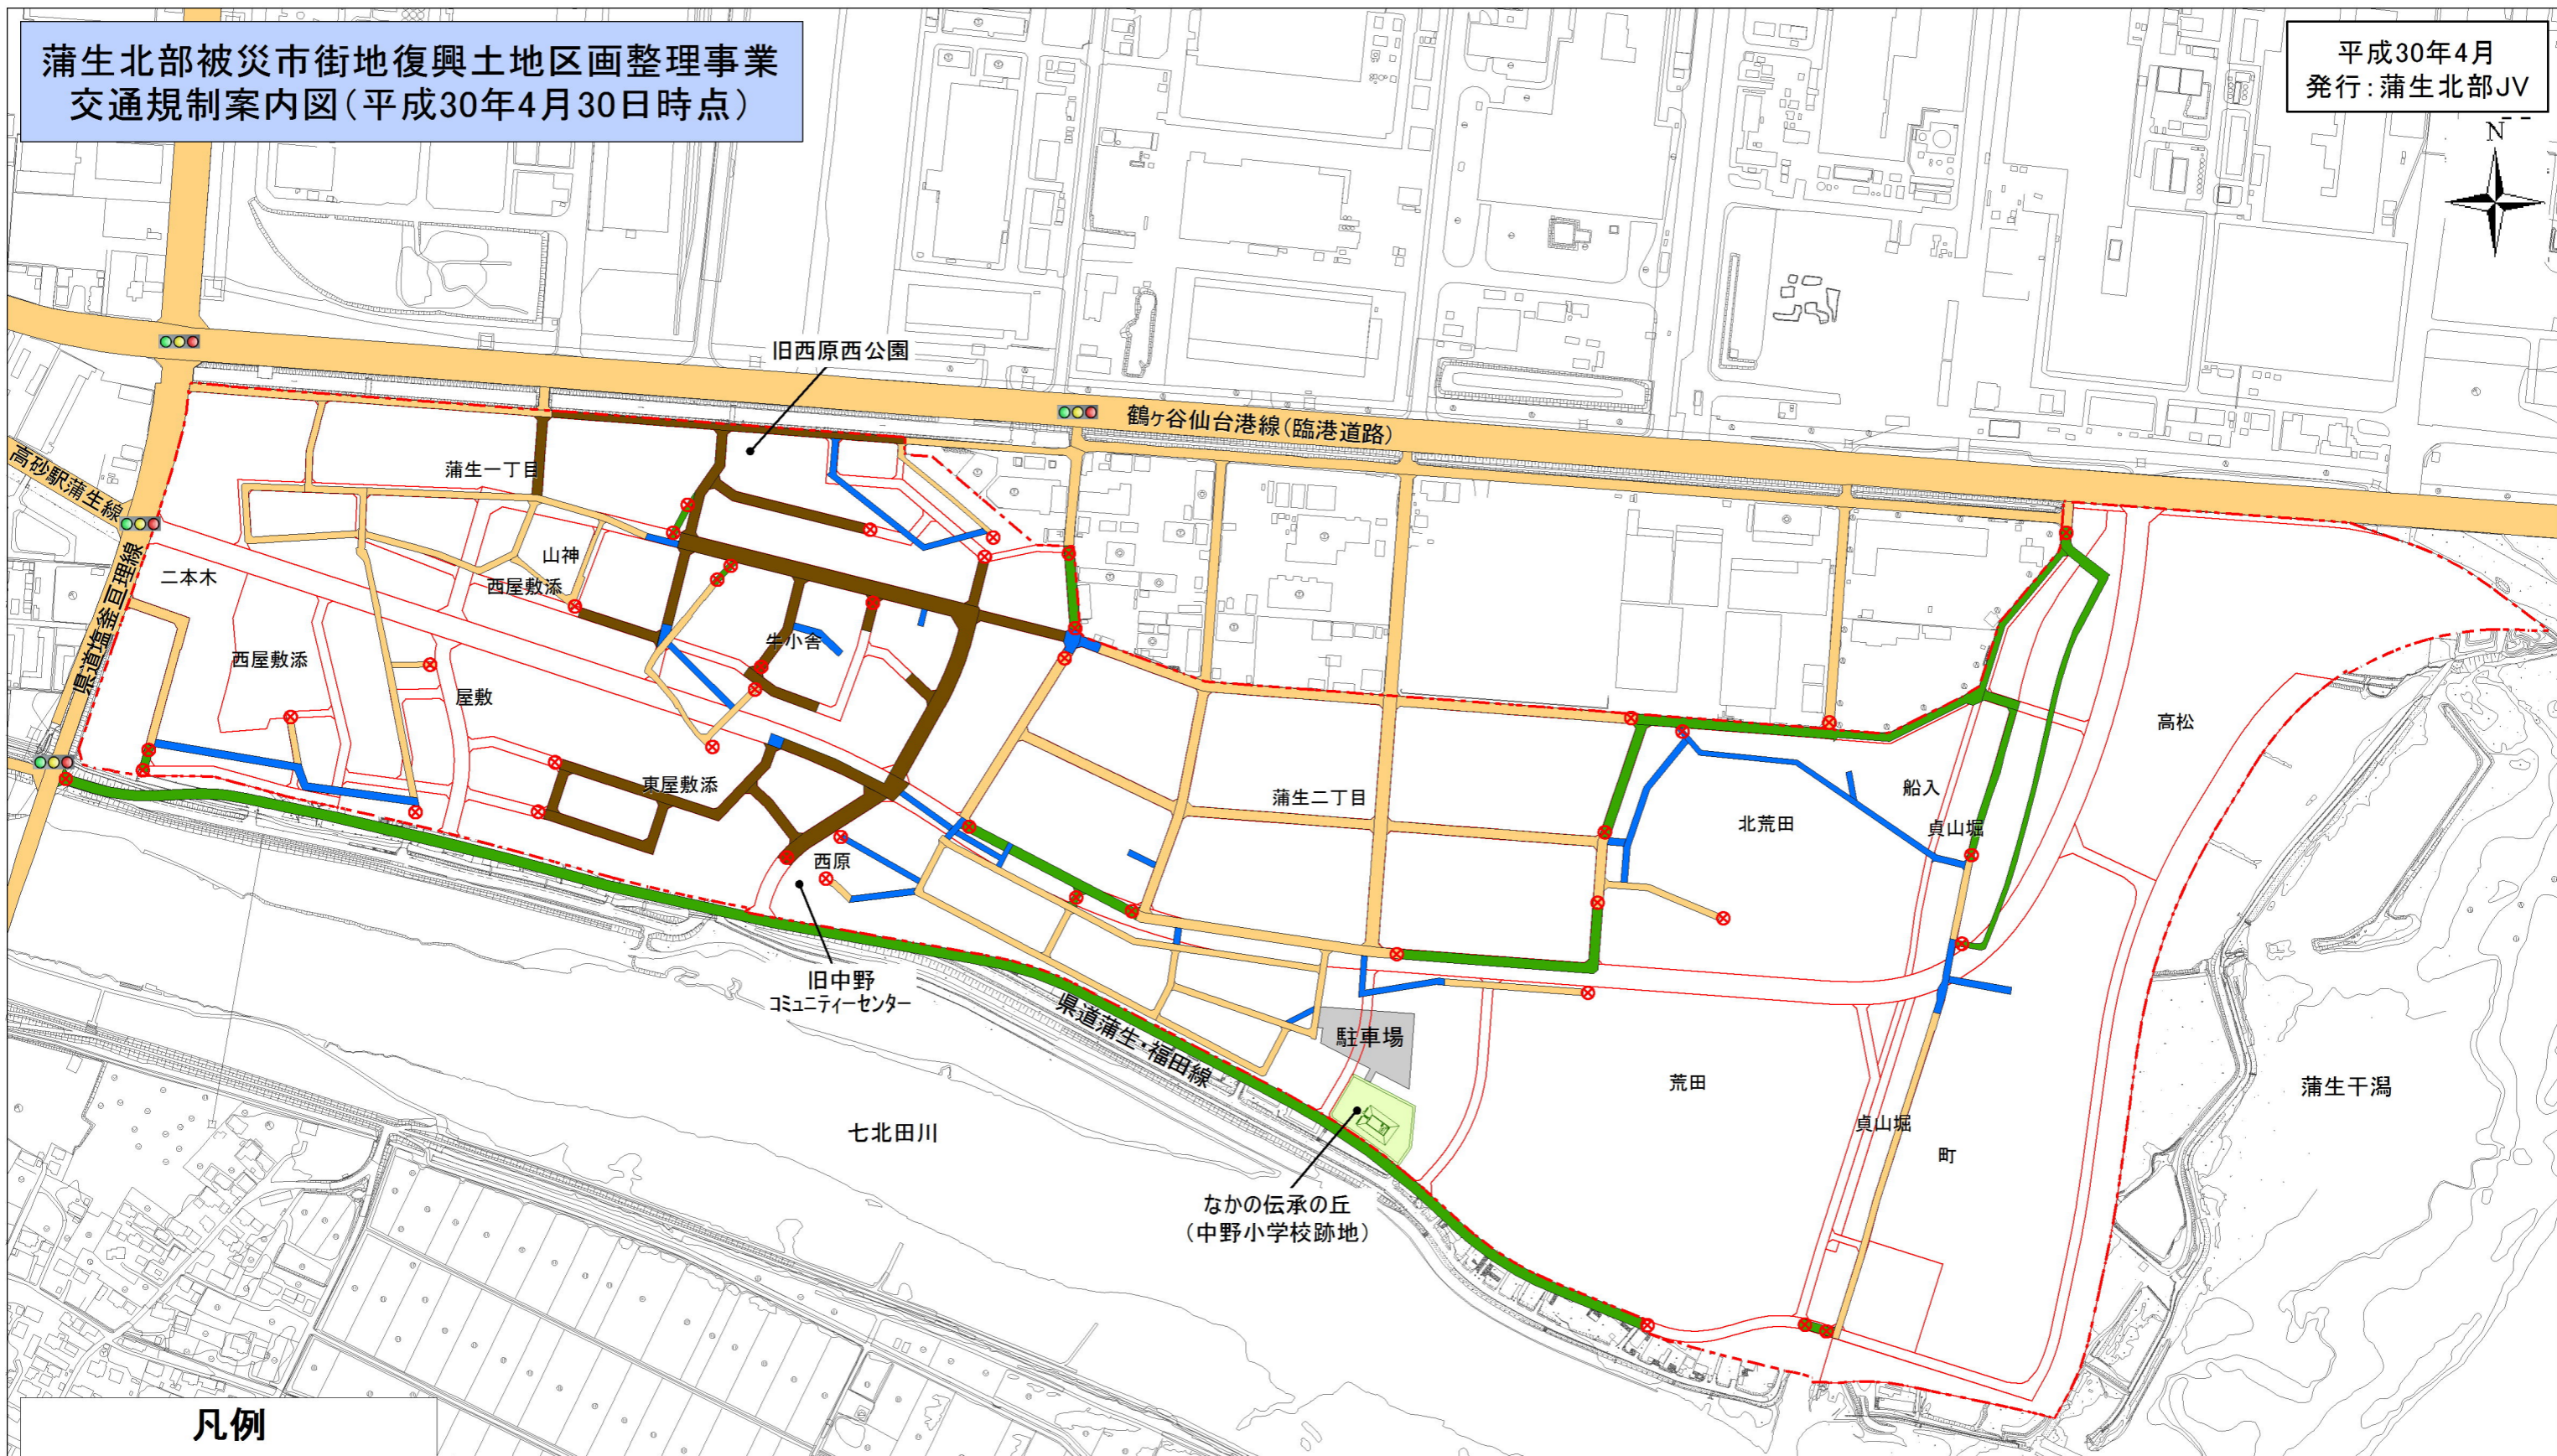 蒲生北部被災市街地復興土地区画整理事業
交通規制案内図(平成30年4月30日時点)
平成30年4月
発行:蒲生北部JV
N
旧西原西公園
鶴ヶ谷仙台港線(臨港道路)
高砂駅蒲生線
蒲生一丁目
山神
二本木
西屋敷添
県道塩釜亘理線
西屋敷添
牛小舎
屋敷
高松
東屋敷添
蒲生二丁目
船入
北荒田
貞山堀
西原
旧中野
コミュニティーセンター
県道蒲生・福田線
駐車場
荒田
蒲生干潟
貞山堀
七北田川
町
なかの伝承の丘
(中野小学校跡地)
凡例